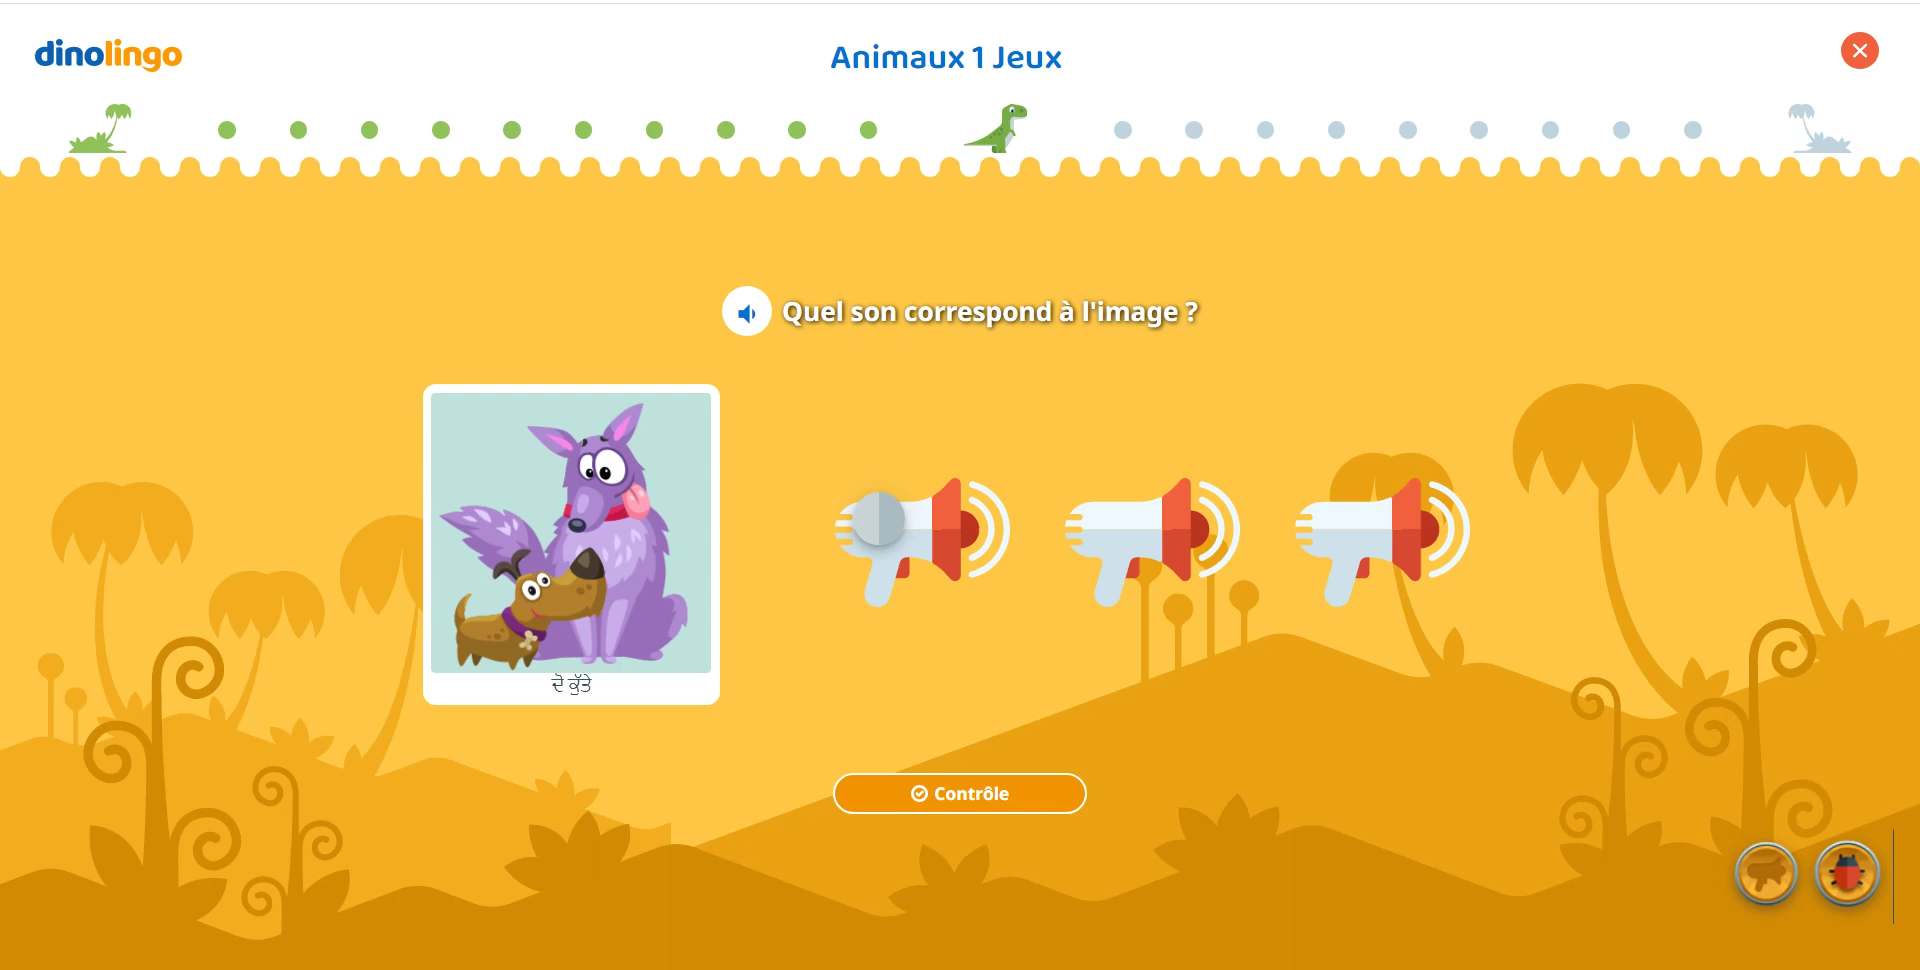 dinolingo
Animaux 1 Jeux
Quel son correspond à l'image ?
ਦੋ ਕੁੱਤੇ
Contrôle